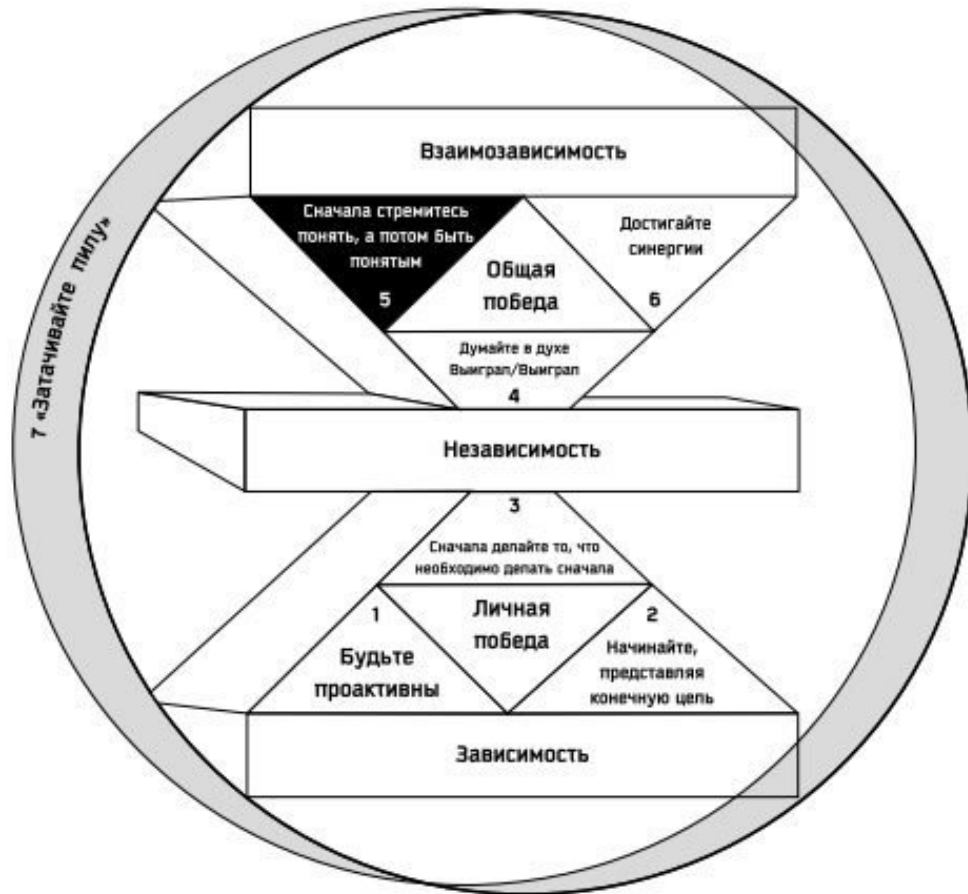 7 «Затачивайте пилу»
Взаимозависимость
Сначала стремитесь
понять, а потом быть
понятым
5
Общая
победа
Достигайте
синергии
6
Думайте в духе
Выиграл/Выиграл
4
Независимость
3
Сначала делайте то, что
необходимо делать сначала
1
Будьте
проактивны
Личная
победа
2
Начинайте,
представляя
конечную цель
Зависимость